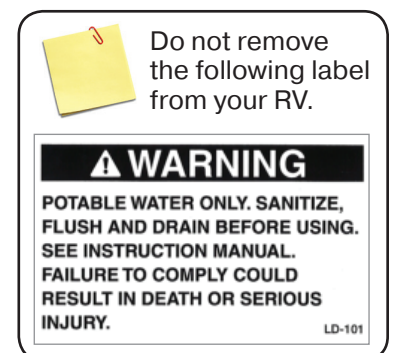 Do not remove
the following label
from your RV.
WARNING
POTABLE WATER ONLY. SANITIZE,
FLUSH AND DRAIN BEFORE USING.
SEE INSTRUCTION MANUAL.
FAILURE TO COMPLY COULD
RESULT IN DEATH OR SERIOUS
INJURY.
LD-101